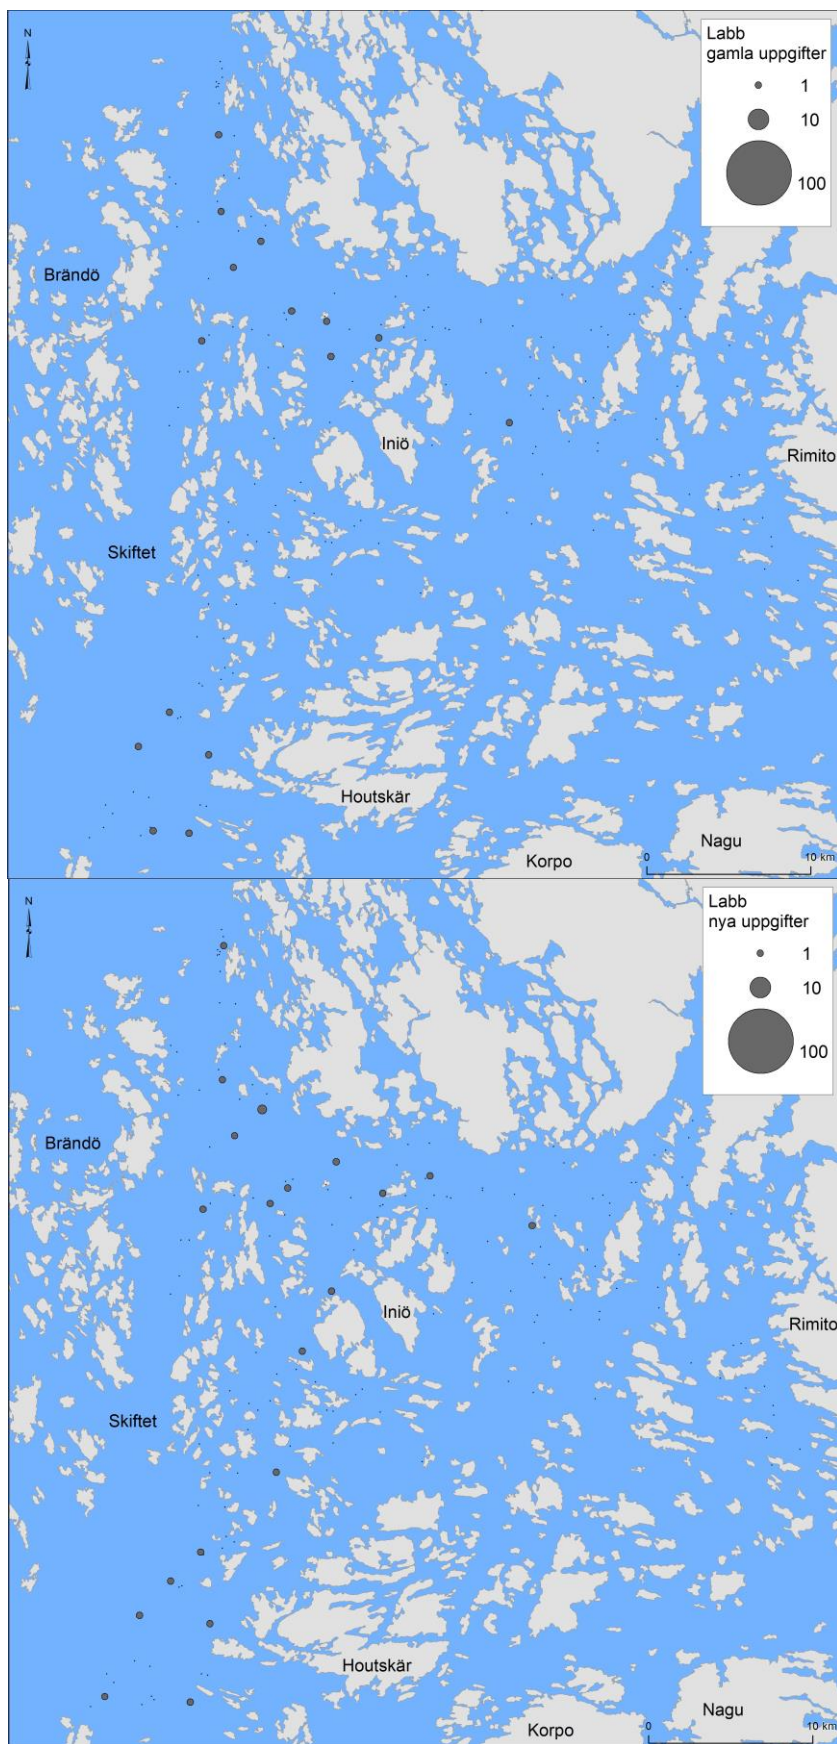 N
Labb
gamla uppgifter
1
10
100
Brändö
Iniö
Rimito
Skiftet
Houtskär
Nagu
Korpo
0
10 km
N
Labb
nya uppgifter
1
10
100
Brändö
Iniö
Rimito
Skiftet
Houtskär
Nagu
Korpo
0
10 km